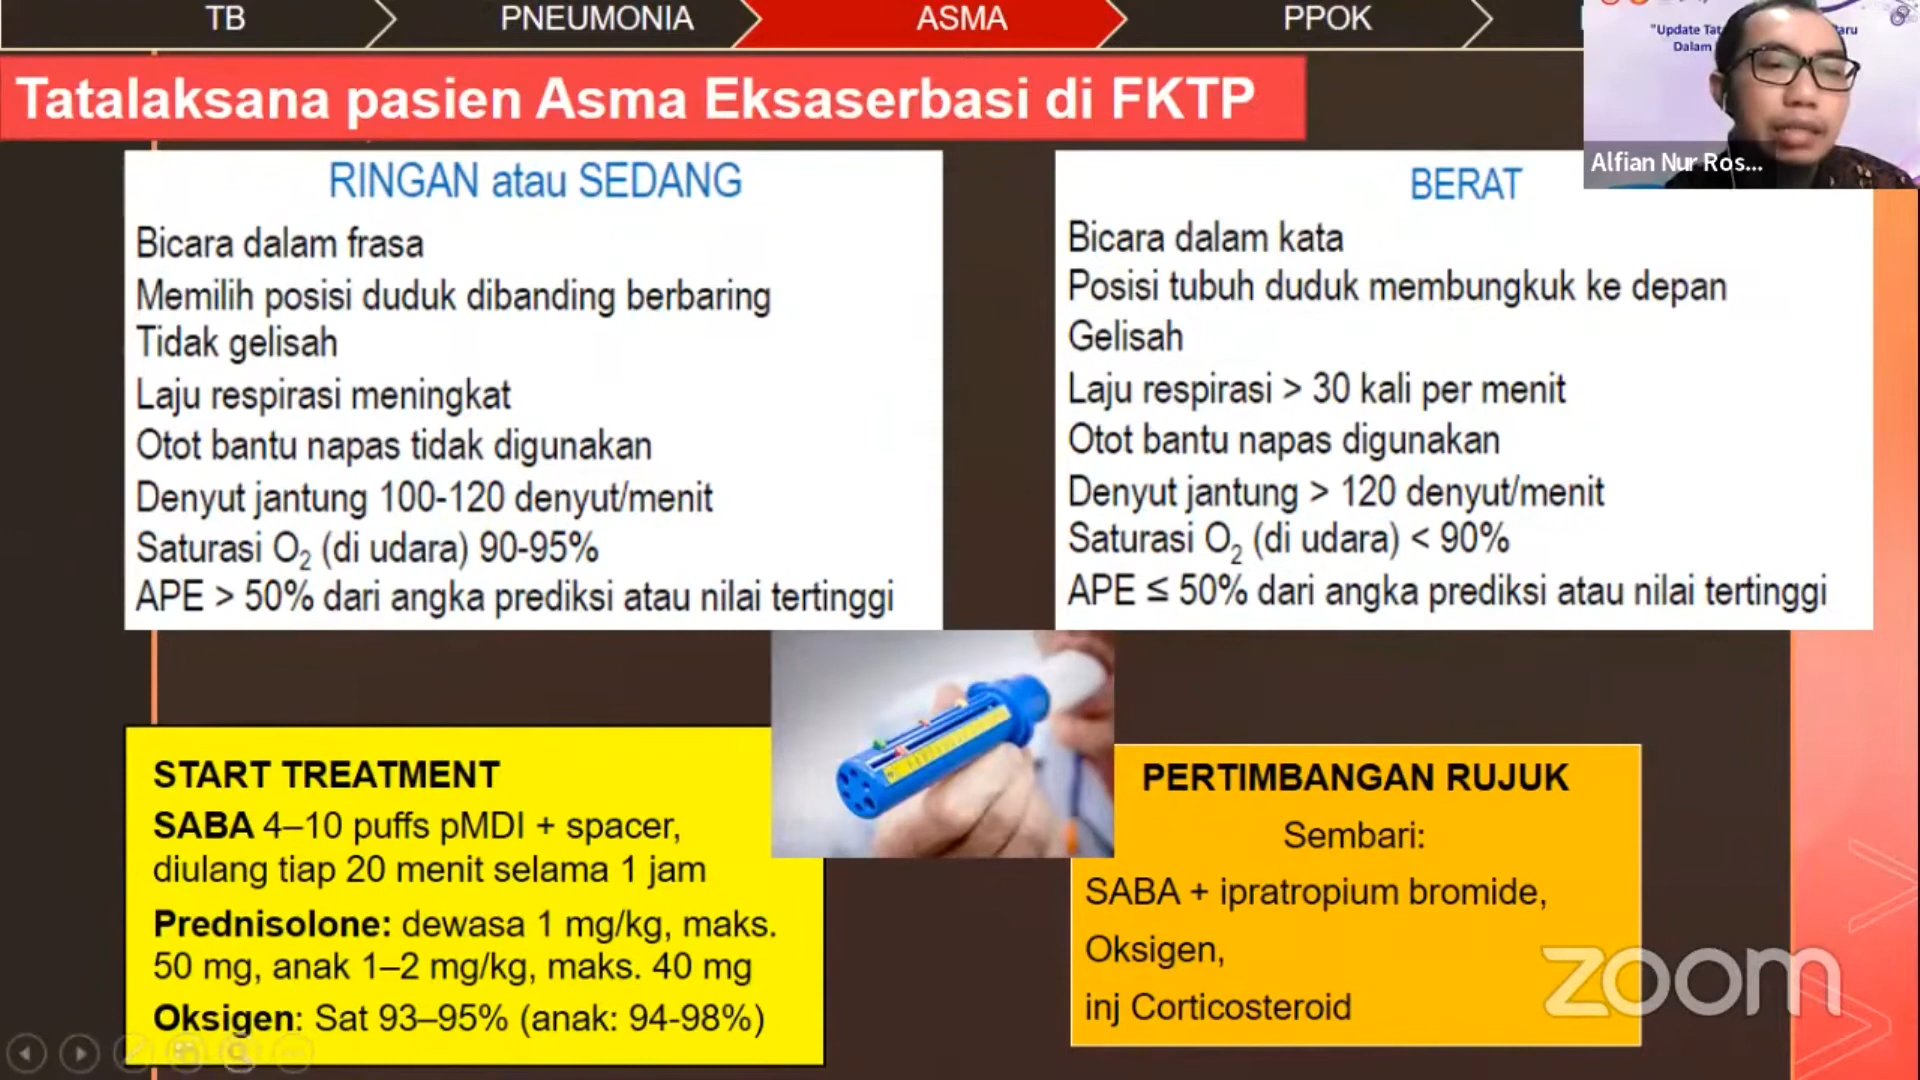 TB
PNEUMONIA
ASMA
PPOK
"Update Tat
aru
Dalam
Alfian Nur Ros...
Tatalaksana pasien Asma Eksaserbasi di FKTP
RINGAN atau SEDANG
Bicara dalam frasa
Memilih posisi duduk dibanding berbaring
Tidak gelisah
Laju respirasi meningkat
Otot bantu napas tidak digunakan
Denyut jantung 100-120 denyut/menit
Saturasi O₂ (di udara) 90-95%
APE > 50% dari angka prediksi atau nilai tertinggi
BERAT
Bicara dalam kata
Posisi tubuh duduk membungkuk ke depan
Gelisah
Laju respirasi > 30 kali per menit
Otot bantu napas digunakan
Denyut jantung > 120 denyut/menit
Saturasi O₂ (di udara) < 90%
APE ≤ 50% dari angka prediksi atau nilai tertinggi
START TREATMENT
SABA 4–10 puffs pMDI + spacer,
diulang tiap 20 menit selama 1 jam
Prednisolone: dewasa 1 mg/kg, maks.
50 mg, anak 1–2 mg/kg, maks. 40 mg
Oksigen: Sat 93–95% (anak: 94-98%)
PERTIMBANGAN RUJUK
Sembari:
SABA + ipratropium bromide,
Oksigen,
inj Corticosteroid
zoom